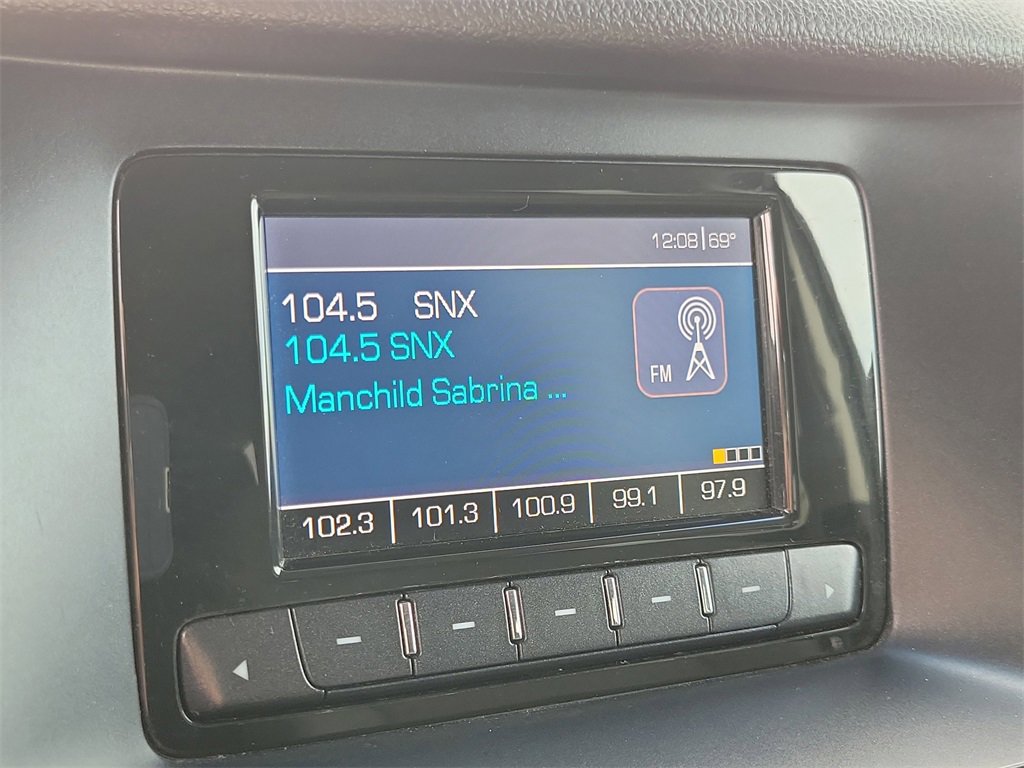 12:08|69°
104.5 SNX
104.5 SNX
Manchild Sabrina ...
FM
102.3 101.3 100.9 99.1 97.9